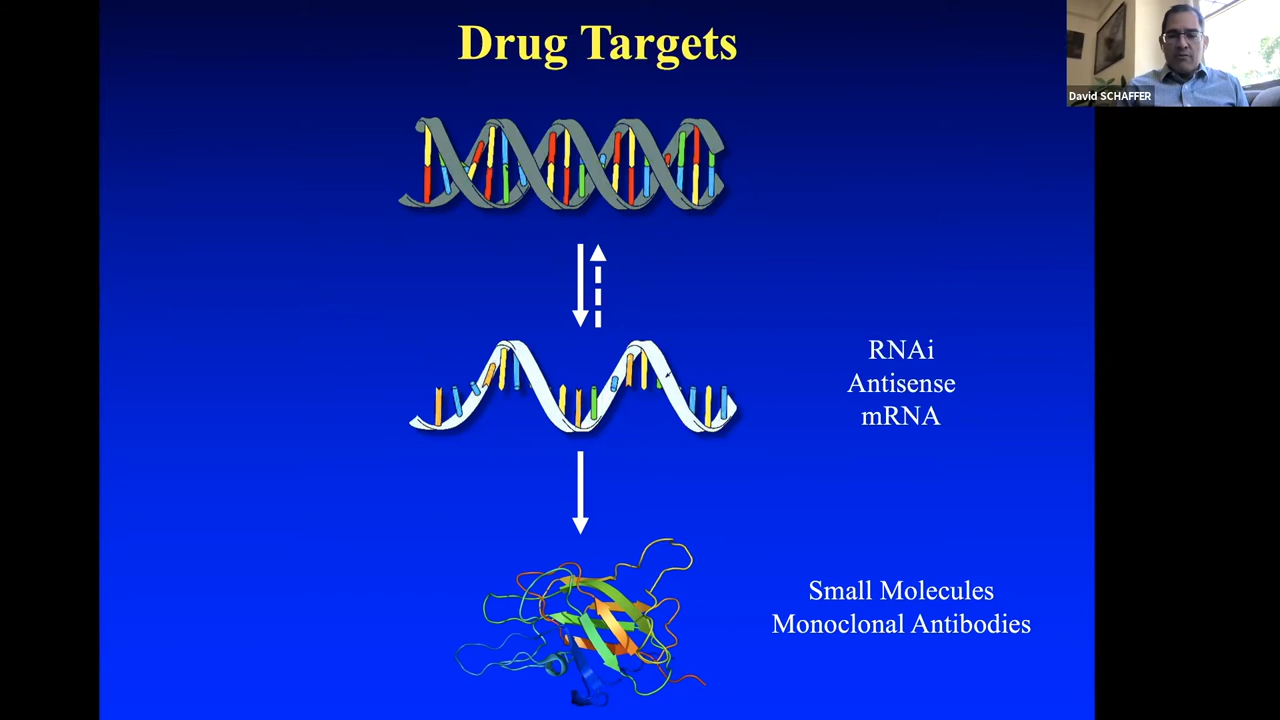 Drug Targets
David SCHAFFER
RNAi
Antisense
mRNA
Small Molecules
Monoclonal Antibodies